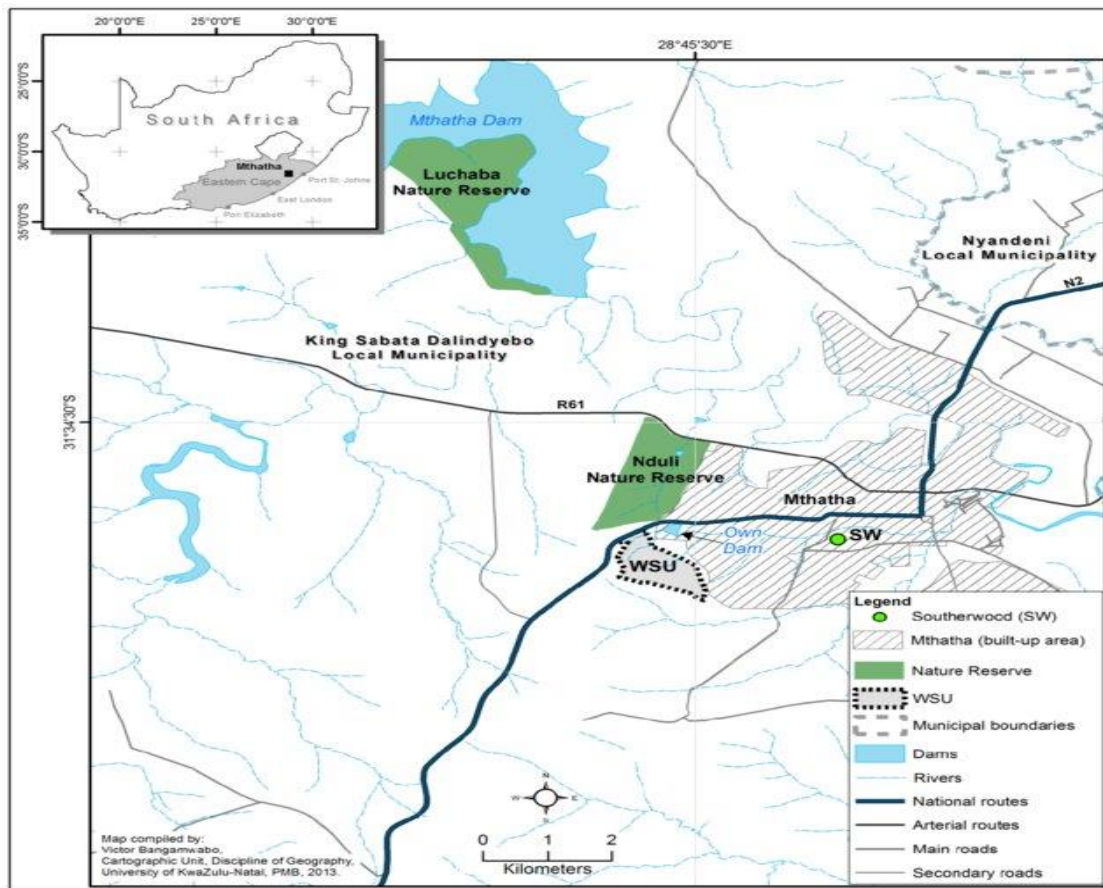 20°0'0"E
25°0'0"E
30°0'0"E
28°45'30"E
25°0'0"S
30°0'0"S
35°0'0"S
South Africa
Mthatha
Eastern Cape
Port St. Johns
East London
Port Elizabeth
Mthatha Dam
Luchaba
Nature Reserve
Nyandeni
Local Municipality
N2
King Sabata Dalindyebo
Local Municipality
31°34'30"S
R61
Nduli
Nature Reserve
Mthatha
Own
Dam
SW
WSU
Legend
Southerwood (SW)
Mthatha (built-up area)
Nature Reserve
WSU
Municipal boundaries
Dams
Rivers
National routes
Arterial routes
Main roads
Secondary roads
N
W
E
S
0 1 2
Kilometers
Map compiled by:
Victor Bangamwabo,
Cartographic Unit, Discipline of Geography,
University of KwaZulu-Natal, PMB, 2013.